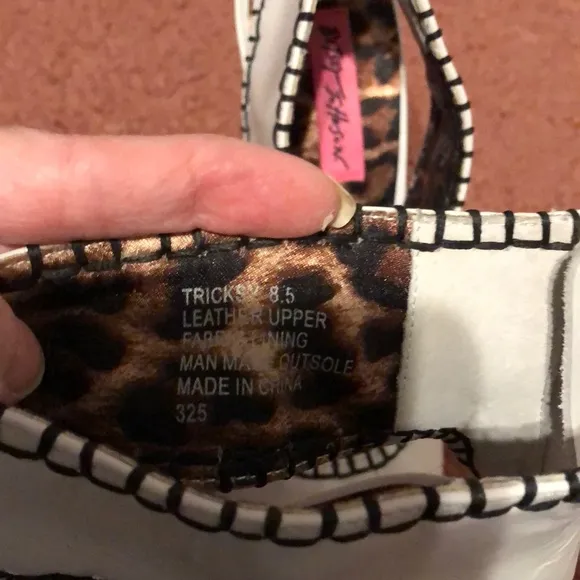 Betsey Johnson
TRICKSY 8.5
LEATHER UPPER
FABRIC LINING
MAN MADE OUTSOLE
MADE IN CHINA
325